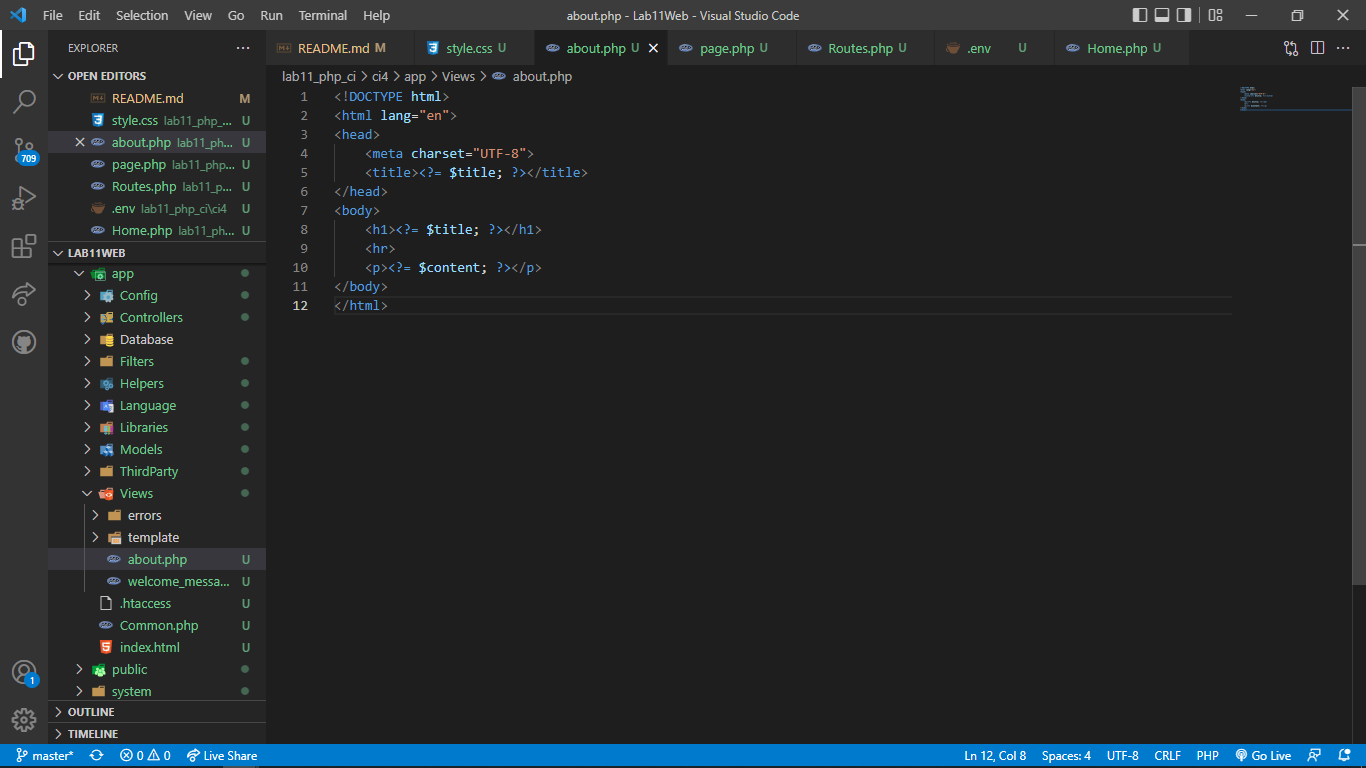 File Edit Selection View Go Run Terminal Help about.php - Lab11Web - Visual Studio Code
EXPLORER
OPEN EDITORS
README.md M
style.css lab11_php_... U
about.php lab11_ph... U
page.php lab11_php... U
Routes.php lab11_p... U
.env lab11_php_ci\ci4 U
Home.php lab11_ph... U
LAB11WEB
app
Config
Controllers
Database
Filters
Helpers
Language
Libraries
Models
ThirdParty
Views
errors
template
about.php U
welcome_messa... U
.htaccess U
Common.php U
index.html U
public
system
OUTLINE
TIMELINE
709
1
README.md M style.css U about.php U page.php U Routes.php U .env U Home.php U
lab11_php_ci > ci4 > app > Views > about.php
1 <!DOCTYPE html>
2 <html lang="en">
3 <head>
4 <meta charset="UTF-8">
5 <title><?= $title; ?></title>
6 </head>
7 <body>
8 <h1><?= $title; ?></h1>
9 <hr>
10 <p><?= $content; ?></p>
11 </body>
12 </html>
master* 0 0 Live Share Ln 12, Col 8 Spaces: 4 UTF-8 CRLF PHP Go Live